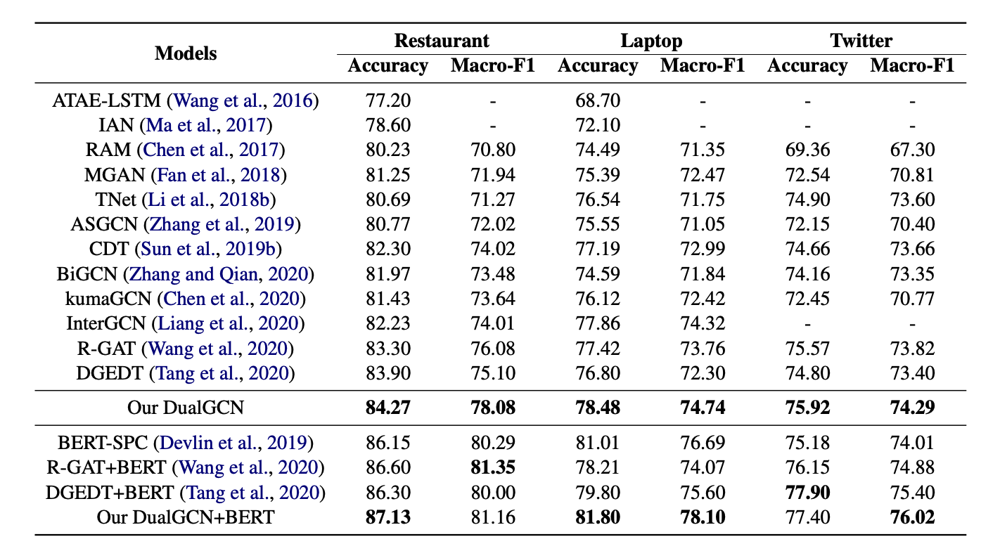 Models Restaurant Laptop Twitter
Accuracy Macro-F1 Accuracy Macro-F1 Accuracy Macro-F1
ATAE-LSTM (Wang et al., 2016) 77.20 - 68.70 - - -
IAN (Ma et al., 2017) 78.60 - 72.10 - - -
RAM (Chen et al., 2017) 80.23 70.80 74.49 71.35 69.36 67.30
MGAN (Fan et al., 2018) 81.25 71.94 75.39 72.47 72.54 70.81
TNet (Li et al., 2018b) 80.69 71.27 76.54 71.75 74.90 73.60
ASGCN (Zhang et al., 2019) 80.77 72.02 75.55 71.05 72.15 70.40
CDT (Sun et al., 2019b) 82.30 74.02 77.19 72.99 74.66 73.66
BiGCN (Zhang and Qian, 2020) 81.97 73.48 74.59 71.84 74.16 73.35
kumaGCN (Chen et al., 2020) 81.43 73.64 76.12 72.42 72.45 70.77
InterGCN (Liang et al., 2020) 82.23 74.01 77.86 74.32 - -
R-GAT (Wang et al., 2020) 83.30 76.08 77.42 73.76 75.57 73.82
DGEDT (Tang et al., 2020) 83.90 75.10 76.80 72.30 74.80 73.40
Our DualGCN 84.27 78.08 78.48 74.74 75.92 74.29
BERT-SPC (Devlin et al., 2019) 86.15 80.29 81.01 76.69 75.18 74.01
R-GAT+BERT (Wang et al., 2020) 86.60 81.35 78.21 74.07 76.15 74.88
DGEDT+BERT (Tang et al., 2020) 86.30 80.00 79.80 75.60 77.90 75.40
Our DualGCN+BERT 87.13 81.16 81.80 78.10 77.40 76.02